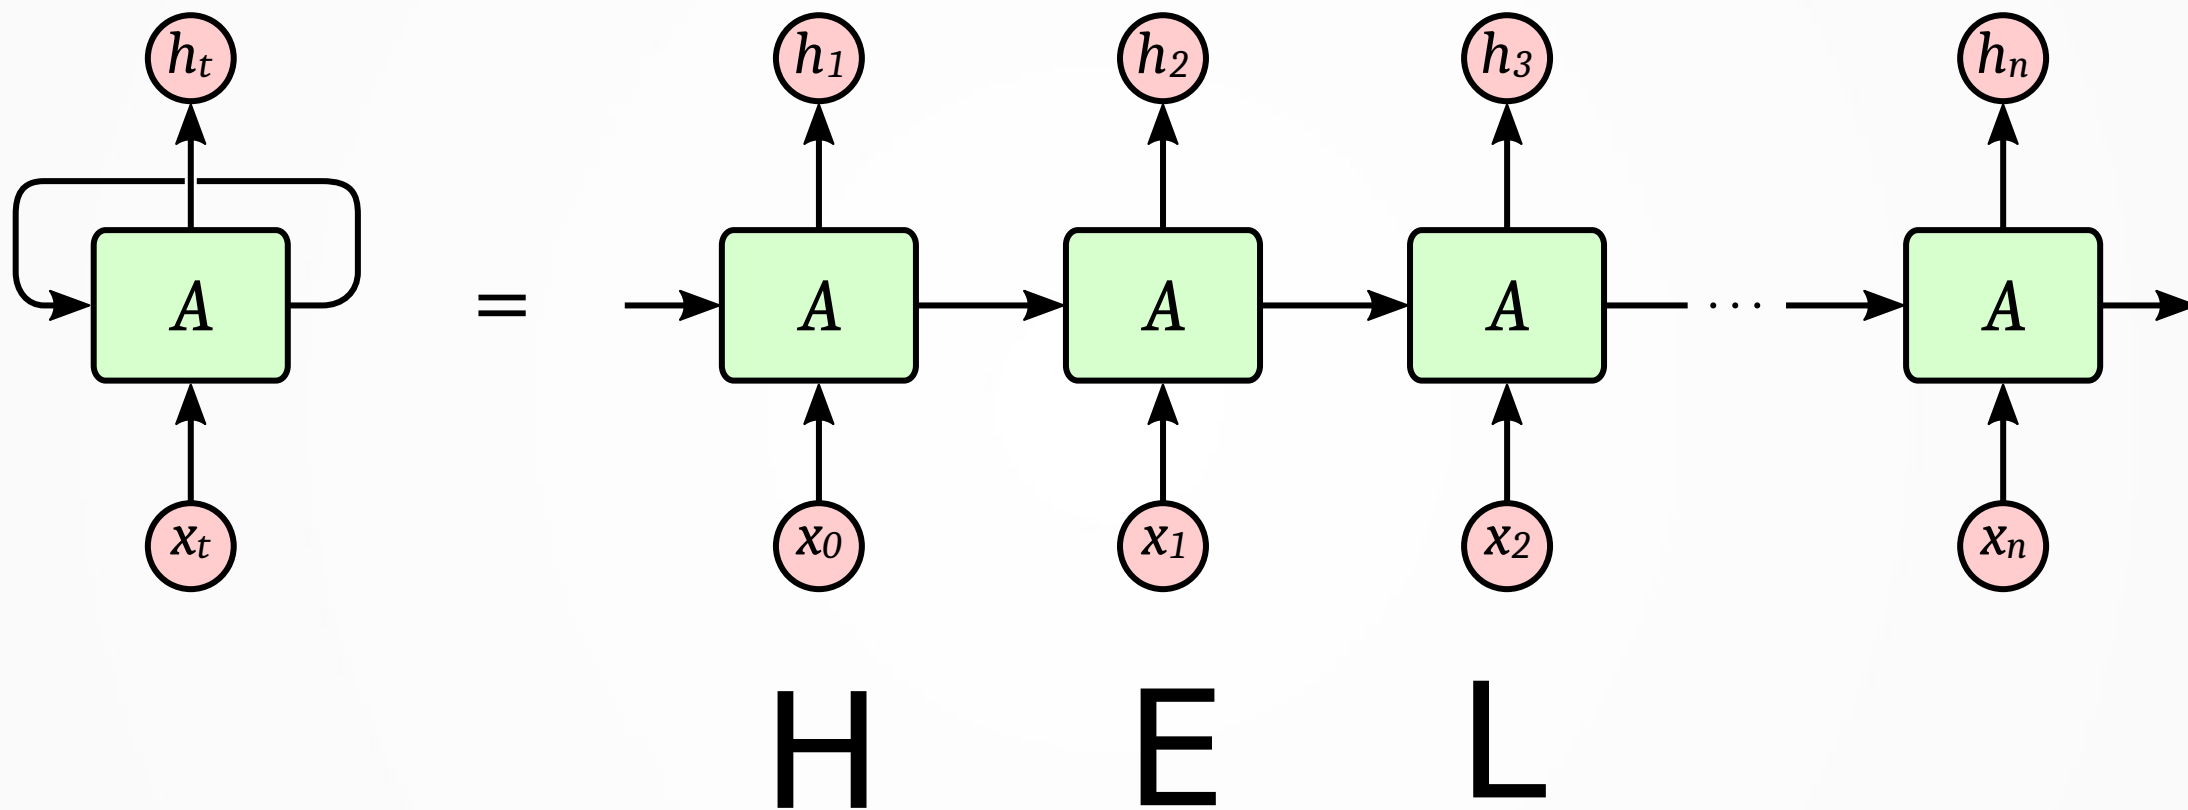 hₜ h₁ h₂ h₃ hₙ
A = A A A ··· A
xₜ x₀ x₁ x₂ xₙ
H E L